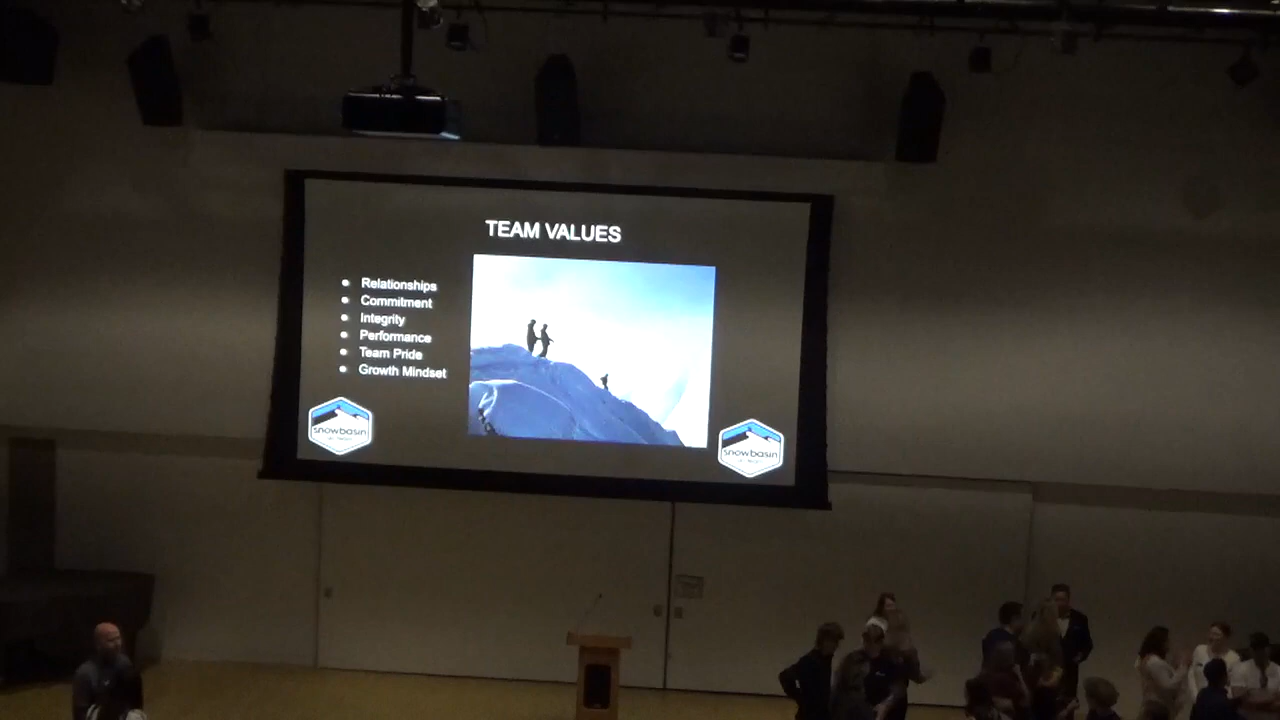 TEAM VALUES
● Relationships
● Commitment
● Integrity
● Performance
● Team Pride
● Growth Mindset
snowbasin
snowbasin